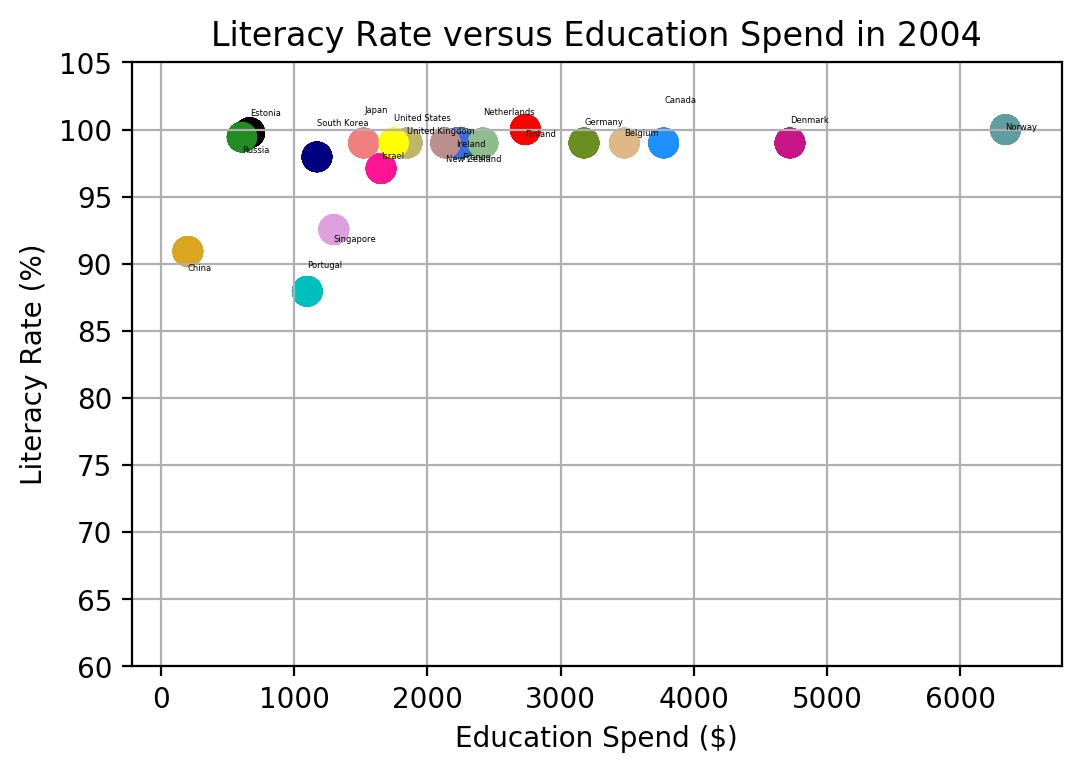 Literacy Rate versus Education Spend in 2004
Literacy Rate (%)
105
100
95
90
85
80
75
70
65
60
Canada
Japan
Netherlands
Estonia
United States
Denmark
South Korea
Germany
Norway
United Kingdom
Finland
Belgium
Ireland
Russia
Israel
France
New Zealand
Singapore
Portugal
China
0 1000 2000 3000 4000 5000 6000
Education Spend ($)